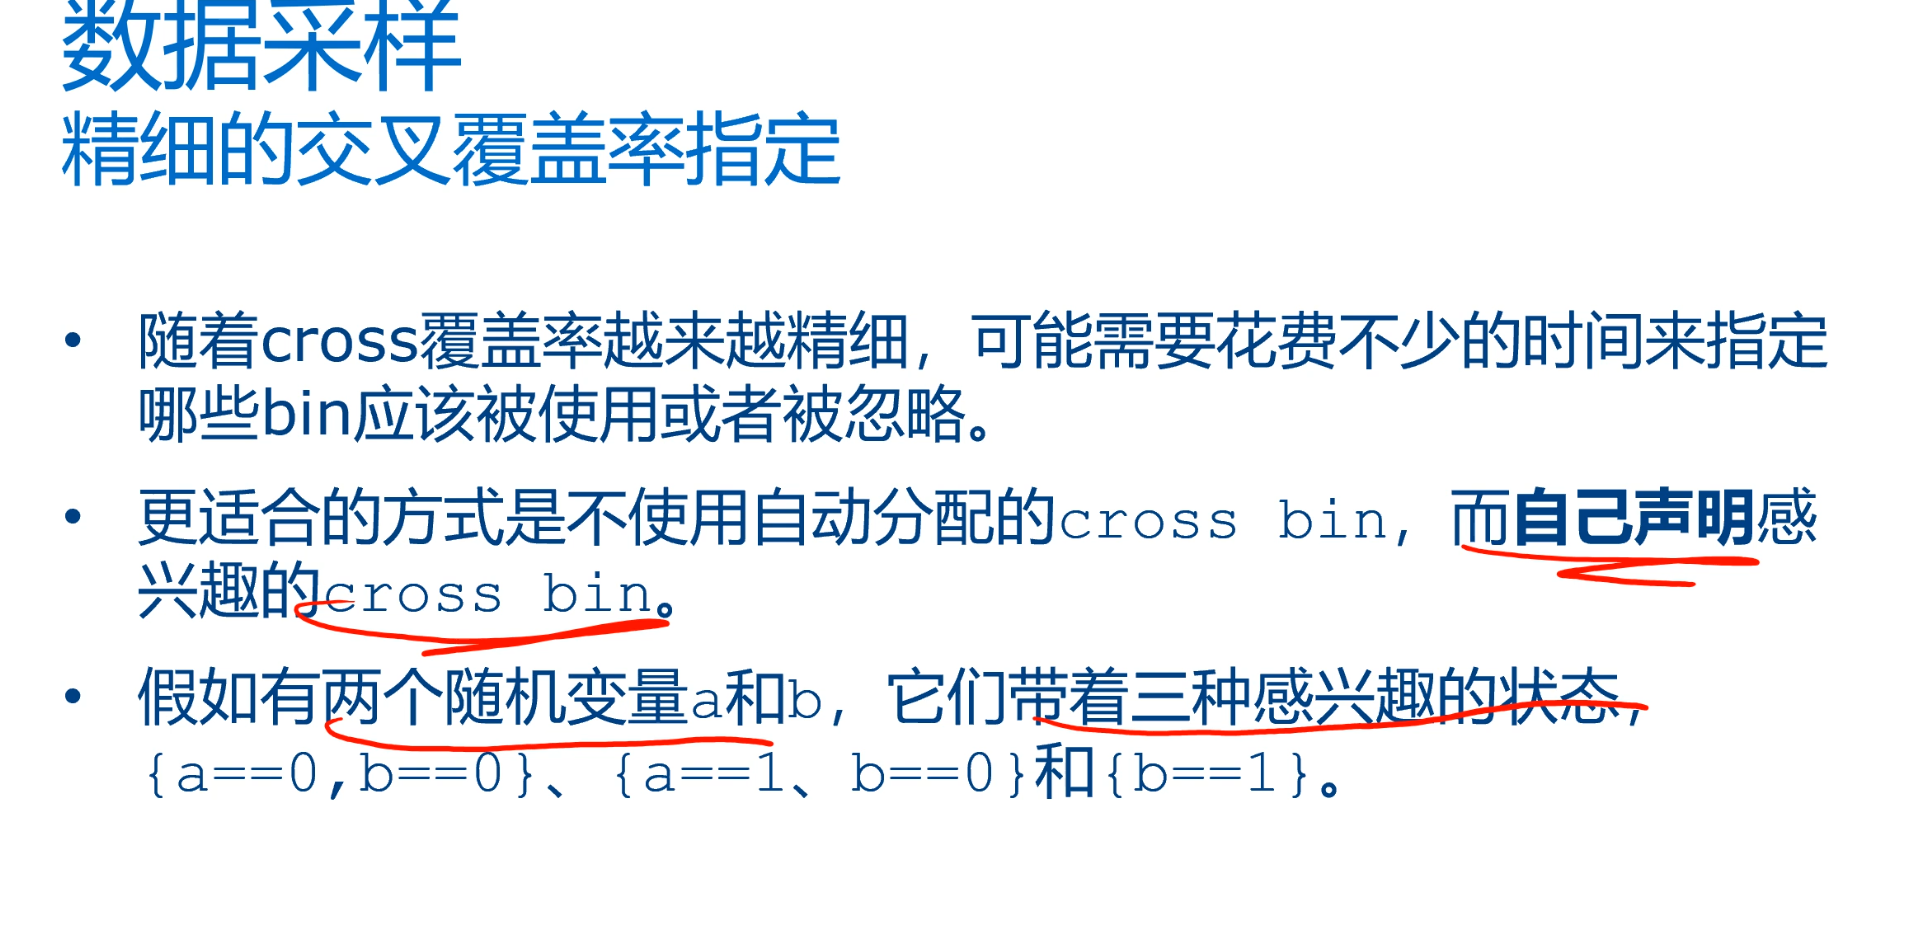 数据采样
精细的交叉覆盖率指定
• 随着cross覆盖率越来越精细，可能需要花费不少的时间来指定
哪些bin应该被使用或者被忽略。
• 更适合的方式是不使用自动分配的cross bin，而自己声明感
兴趣的cross bin。
• 假如有两个随机变量a和b，它们带着三种感兴趣的状态，
{a==0,b==0}、{a==1、b==0}和{b==1}。